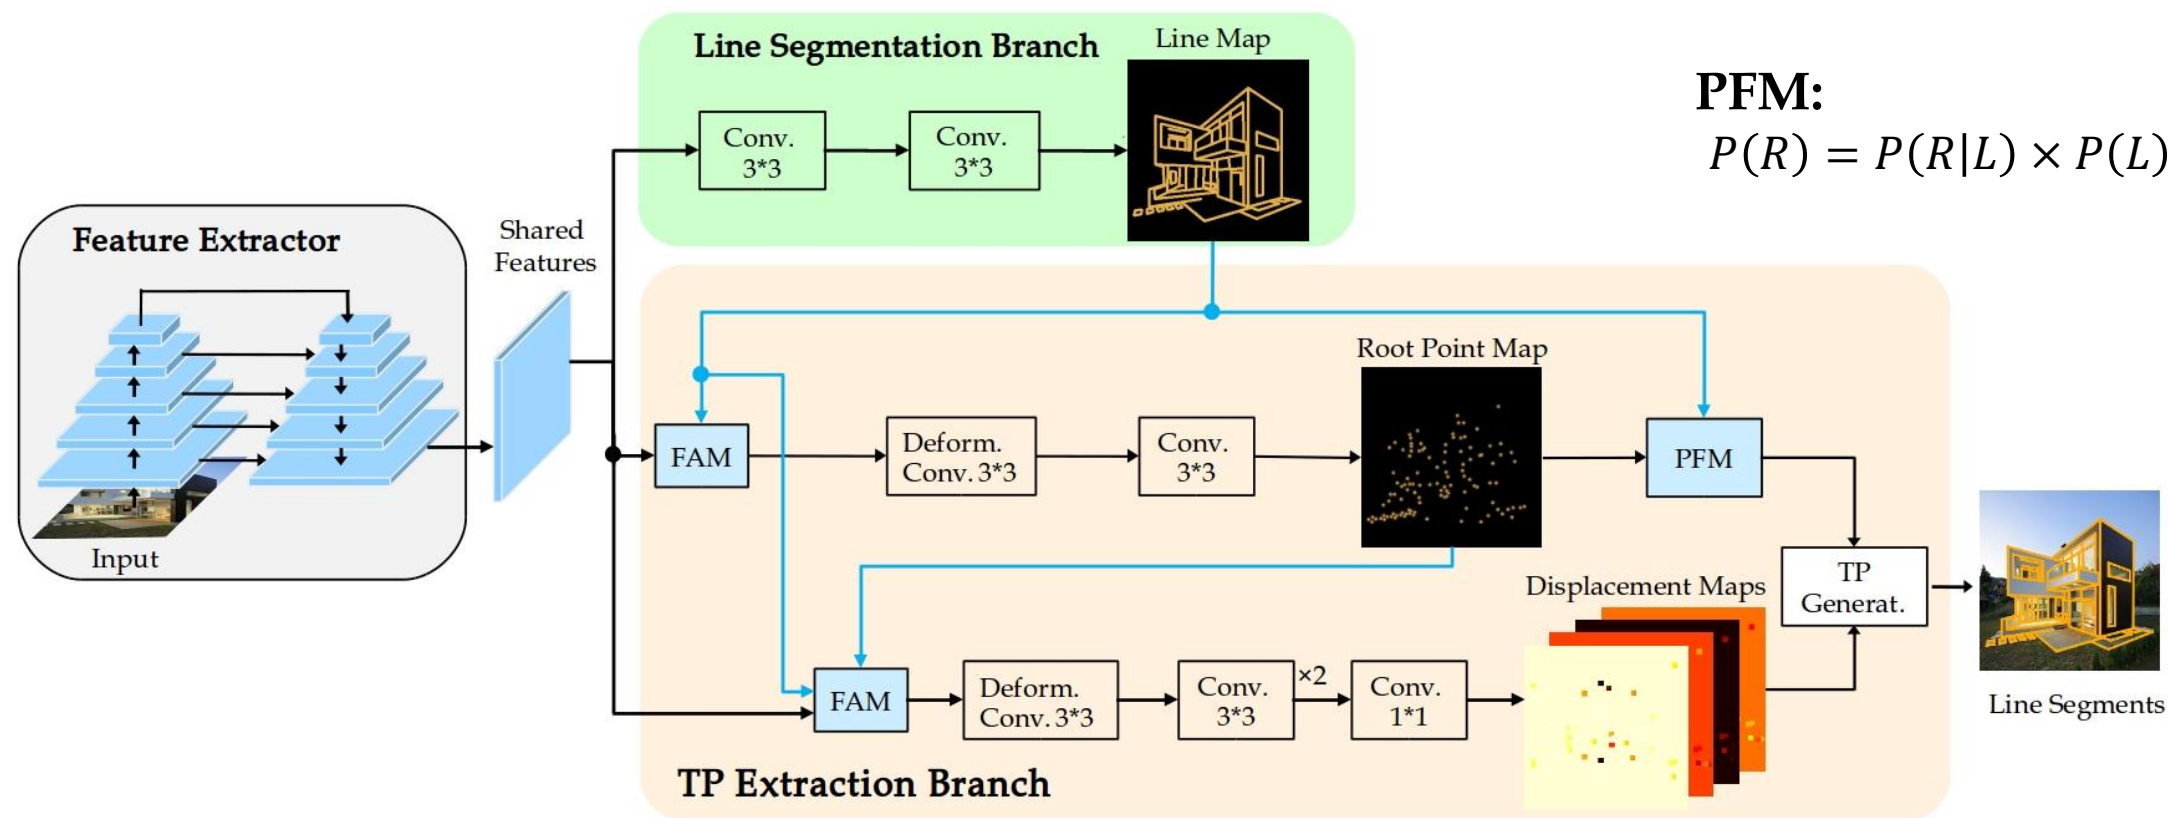 Line Segmentation Branch
Line Map
Conv.
3*3
Conv.
3*3
PFM:
P(R) = P(R|L) × P(L)
Feature Extractor
Shared
Features
Input
Root Point Map
FAM
Deform.
Conv. 3*3
Conv.
3*3
PFM
Displacement Maps
TP
Generat.
FAM
Deform.
Conv. 3*3
Conv.
3*3
×2
Conv.
1*1
Line Segments
TP Extraction Branch